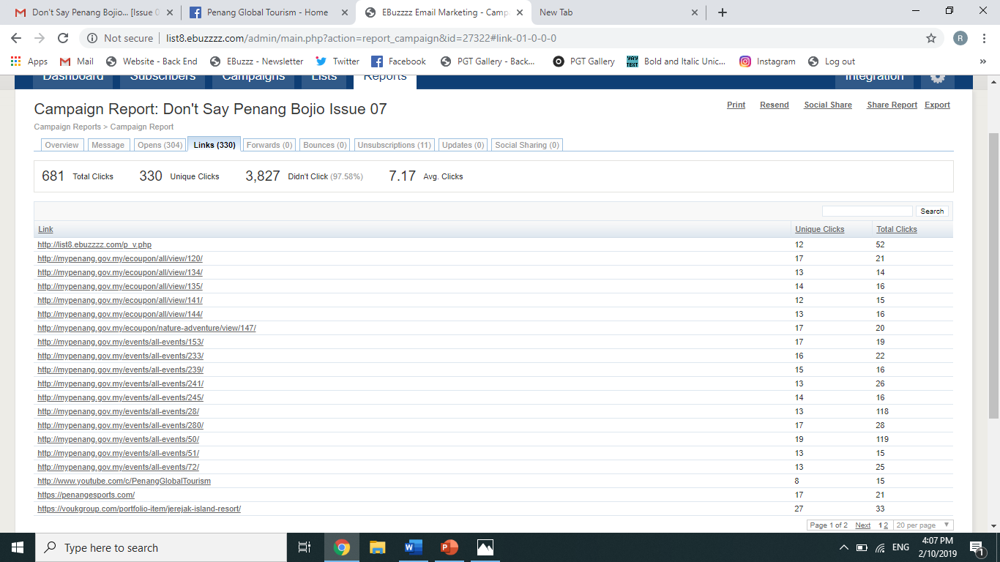 Don't Say Penang Bojio... [Issue 0
Penang Global Tourism - Home
EBuzzzz Email Marketing - Camp
New Tab
Not secure list8.ebuzzzz.com/admin/main.php?action=report_campaign&id=27322#link-01-0-0-0
R
Apps Mail Website - Back End EBuzzz - Newsletter Twitter Facebook PGT Gallery - Back... PGT Gallery YAY TEXT Bold and Italic Unic... Instagram Log out »
Dashboard Subscribers Campaigns Lists Reports Integration
Campaign Report: Don't Say Penang Bojio Issue 07
Print Resend Social Share Share Report Export
Campaign Reports > Campaign Report
Overview Message Opens (304) Links (330) Forwards (0) Bounces (0) Unsubscriptions (11) Updates (0) Social Sharing (0)
681 Total Clicks 330 Unique Clicks 3,827 Didn't Click (97.58%) 7.17 Avg. Clicks
Search
Link Unique Clicks Total Clicks
http://list8.ebuzzzz.com/p_v.php 12 52
http://mypenang.gov.my/ecoupon/all/view/120/ 17 21
http://mypenang.gov.my/ecoupon/all/view/134/ 13 14
http://mypenang.gov.my/ecoupon/all/view/135/ 14 16
http://mypenang.gov.my/ecoupon/all/view/141/ 12 15
http://mypenang.gov.my/ecoupon/all/view/144/ 13 16
http://mypenang.gov.my/ecoupon/nature-adventure/view/147/ 17 20
http://mypenang.gov.my/events/all-events/153/ 17 19
http://mypenang.gov.my/events/all-events/233/ 16 22
http://mypenang.gov.my/events/all-events/239/ 15 16
http://mypenang.gov.my/events/all-events/241/ 13 26
http://mypenang.gov.my/events/all-events/245/ 14 16
http://mypenang.gov.my/events/all-events/28/ 13 118
http://mypenang.gov.my/events/all-events/280/ 17 28
http://mypenang.gov.my/events/all-events/50/ 19 119
http://mypenang.gov.my/events/all-events/51/ 13 15
http://mypenang.gov.my/events/all-events/72/ 13 25
http://www.youtube.com/c/PenangGlobalTourism 8 15
https://penangesports.com/ 17 21
https://voukgroup.com/portfolio-item/jerejak-island-resort/ 27 33
Page 1 of 2 Next 1 2 20 per page
Type here to search
ENG
4:07 PM
2/10/2019
1